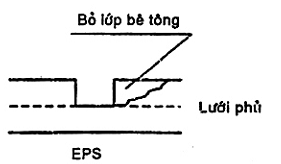 Bỏ lớp bê tông
Lưới phủ
EPS